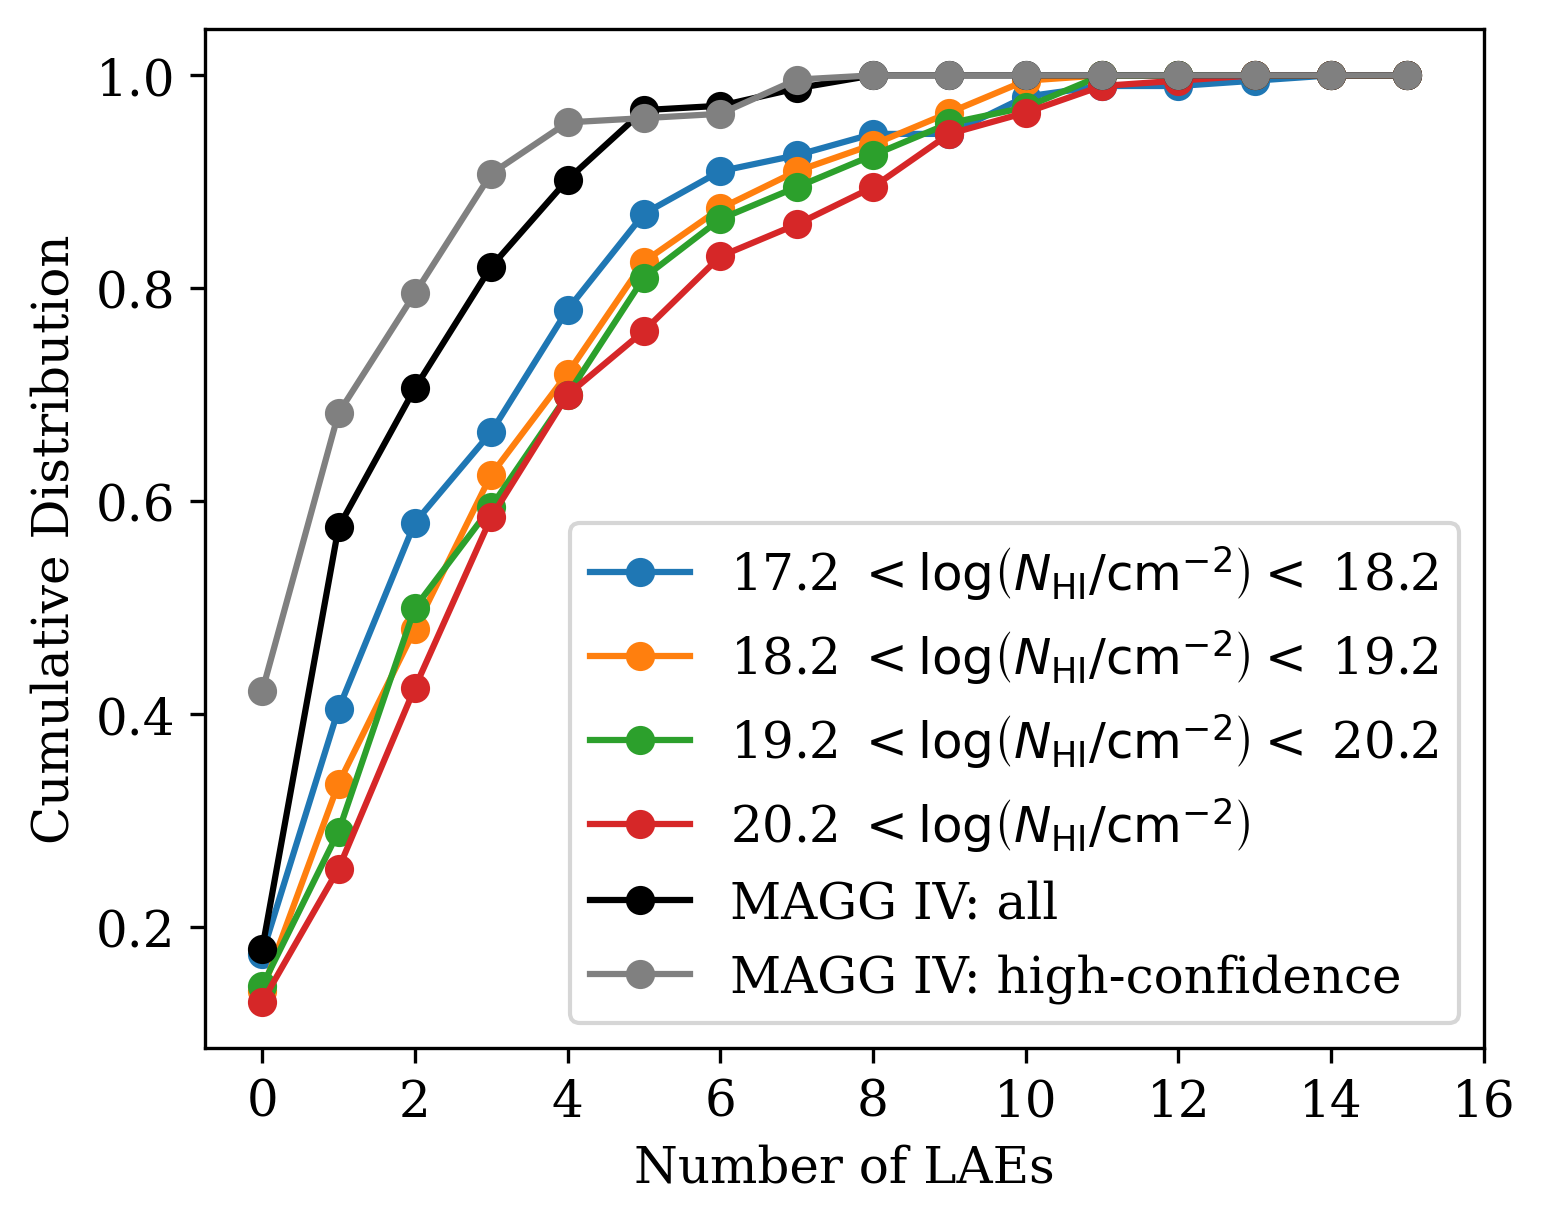 1.0
0.8
0.6
0.4
0.2
Cumulative Distribution
17.2 < log(N_HI/cm⁻²) < 18.2
18.2 < log(N_HI/cm⁻²) < 19.2
19.2 < log(N_HI/cm⁻²) < 20.2
20.2 < log(N_HI/cm⁻²)
MAGG IV: all
MAGG IV: high-confidence
0 2 4 6 8 10 12 14 16
Number of LAEs